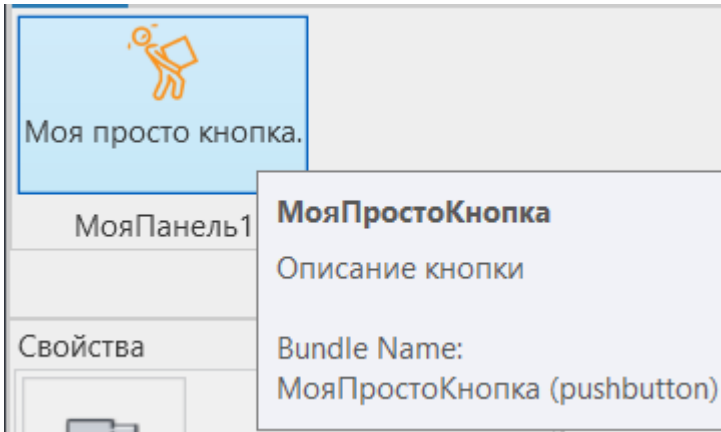 Моя просто кнопка.
МояПанель1
МояПростоКнопка
Описание кнопки
Bundle Name:
МояПростоКнопка (pushbutton)
Свойства